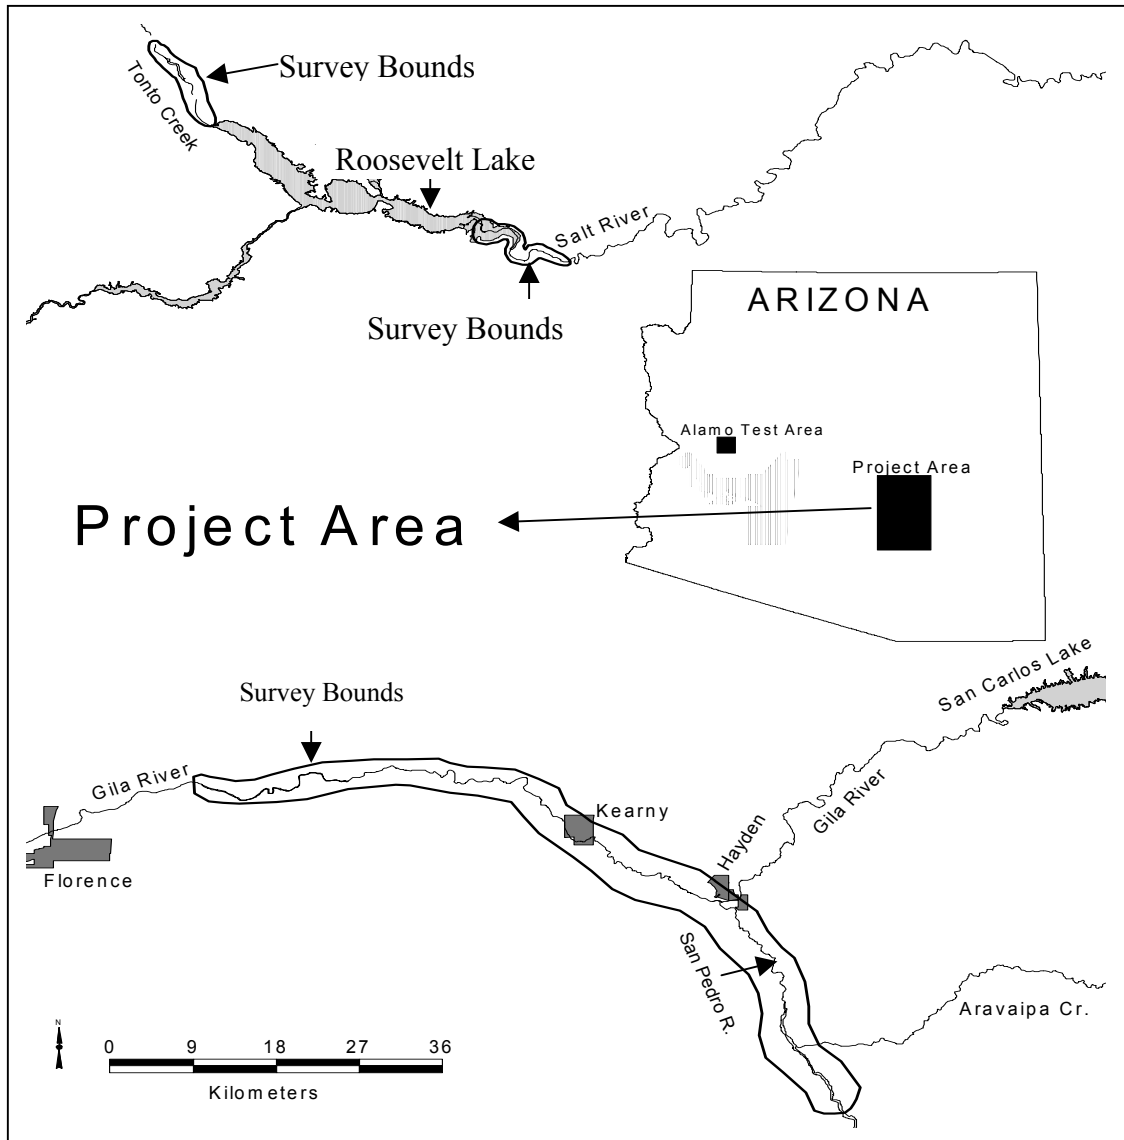 Survey Bounds
Tonto Creek
Roosevelt Lake
Salt River
Survey Bounds
ARIZONA
Alamo Test Area
Project Area
Project Area
San Carlos Lake
Survey Bounds
Gila River
Gila River
Kearny
Hayden
Florence
San Pedro R.
Aravaipa Cr.
N
0 9 18 27 36
Kilometers